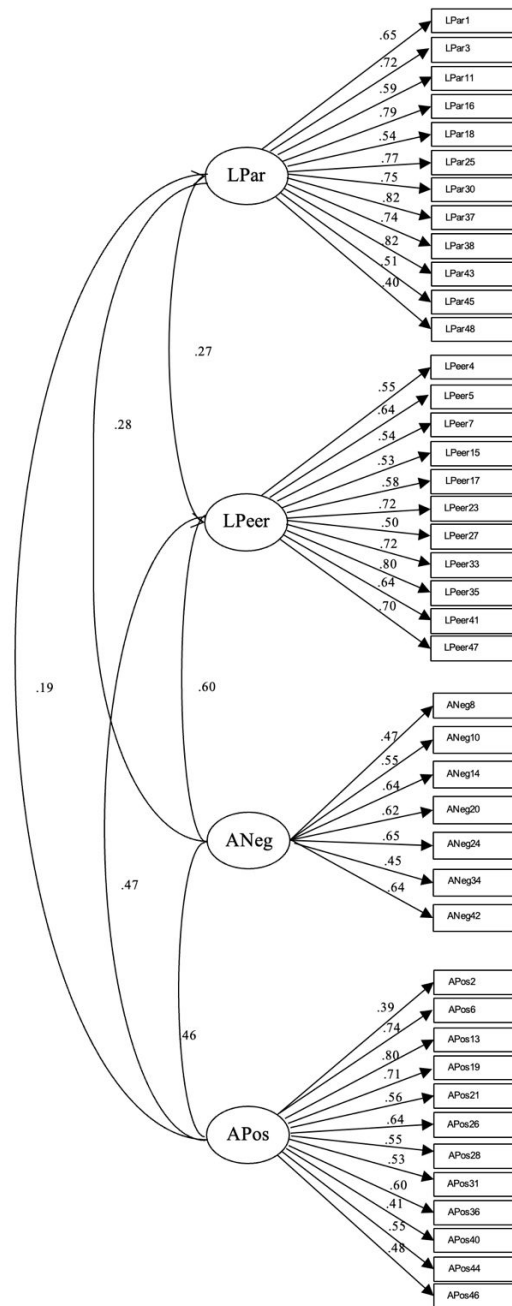 .65 LPar1
.72 LPar3
.59 LPar11
.79 LPar16
.54 LPar18
.77 LPar25
.75 LPar30
.82 LPar37
.74 LPar38
.82 LPar43
.51 LPar45
.40 LPar48
LPar
.27
.28
.55 LPeer4
.64 LPeer5
.54 LPeer7
.53 LPeer15
.58 LPeer17
.72 LPeer23
.50 LPeer27
.72 LPeer33
.80 LPeer35
.64 LPeer41
.70 LPeer47
LPeer
.19
.60
.47 ANeg8
.55 ANeg10
.64 ANeg14
.62 ANeg20
.65 ANeg24
.45 ANeg34
.64 ANeg42
ANeg
.47
.46
.39 APos2
.74 APos6
.80 APos13
.71 APos19
.56 APos21
.64 APos26
.55 APos28
.53 APos31
.60 APos36
.41 APos40
.55 APos44
.48 APos46
APos